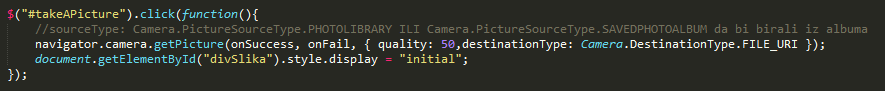 $("#takeAPicture").click(function(){
//sourceType: Camera.PictureSourceType.PHOTOLIBRARY ILI Camera.PictureSourceType.SAVEDPHOTOALBUM da bi birali iz albuma
navigator.camera.getPicture(onSuccess, onFail, { quality: 50,destinationType: Camera.DestinationType.FILE_URI });
document.getElementById("divSlika").style.display = "initial";
});